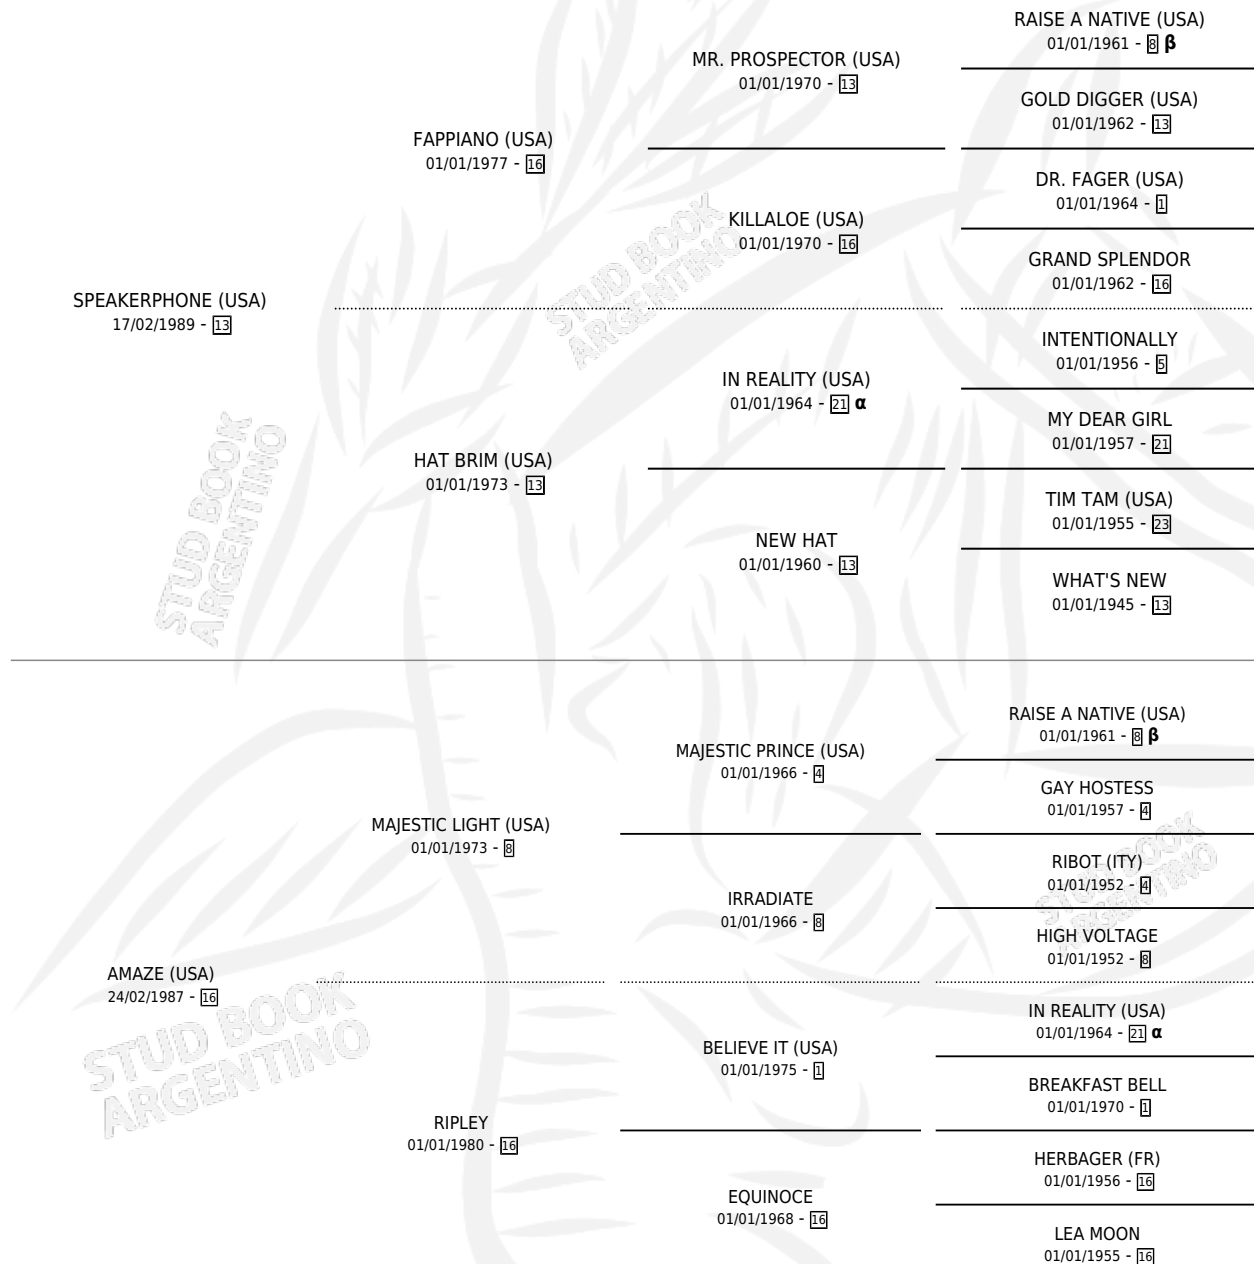 RAISE A NATIVE (USA)
01/01/1961 - 8 β
MR. PROSPECTOR (USA)
01/01/1970 - 13
GOLD DIGGER (USA)
01/01/1962 - 13
FAPPIANO (USA)
01/01/1977 - 16
DR. FAGER (USA)
01/01/1964 - 1
KILLALOE (USA)
01/01/1970 - 16
GRAND SPLENDOR
01/01/1962 - 16
SPEAKERPHONE (USA)
17/02/1989 - 13
INTENTIONALLY
01/01/1956 - 5
IN REALITY (USA)
01/01/1964 - 21 α
MY DEAR GIRL
01/01/1957 - 21
HAT BRIM (USA)
01/01/1973 - 13
TIM TAM (USA)
01/01/1955 - 23
NEW HAT
01/01/1960 - 13
WHAT'S NEW
01/01/1945 - 13
RAISE A NATIVE (USA)
01/01/1961 - 8 β
MAJESTIC PRINCE (USA)
01/01/1966 - 4
GAY HOSTESS
01/01/1957 - 4
MAJESTIC LIGHT (USA)
01/01/1973 - 8
RIBOT (ITY)
01/01/1952 - 4
IRRADIATE
01/01/1966 - 8
HIGH VOLTAGE
01/01/1952 - 8
AMAZE (USA)
24/02/1987 - 16
IN REALITY (USA)
01/01/1964 - 21 α
BELIEVE IT (USA)
01/01/1975 - 1
BREAKFAST BELL
01/01/1970 - 1
RIPLEY
01/01/1980 - 16
HERBAGER (FR)
01/01/1956 - 16
EQUINOCE
01/01/1968 - 16
LEA MOON
01/01/1955 - 16
STUD BOOK
ARGENTINO
STUD BOOK
ARGENTINO
STUD BOOK
ARGENTINO
STUD BOOK
ARGENTINO